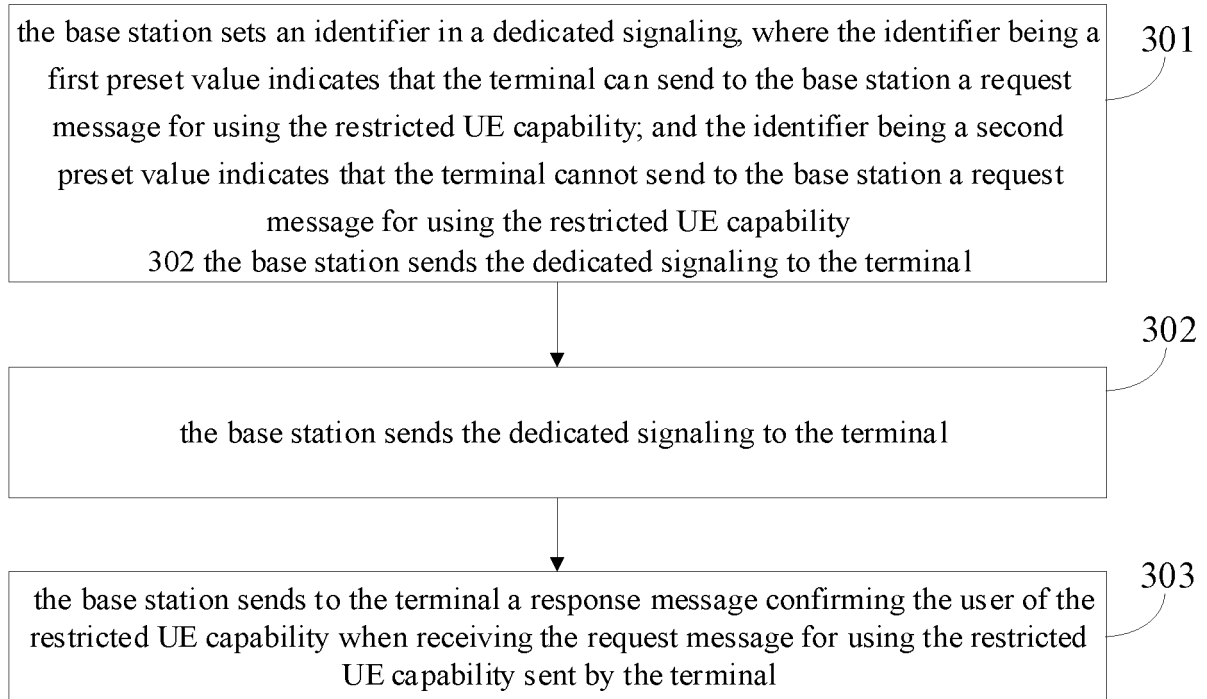 the base station sets an identifier in a dedicated signaling, where the identifier being a
first preset value indicates that the terminal can send to the base station a request
message for using the restricted UE capability; and the identifier being a second
preset value indicates that the terminal cannot send to the base station a request
message for using the restricted UE capability
302 the base station sends the dedicated signaling to the terminal
301
302
the base station sends the dedicated signaling to the terminal
303
the base station sends to the terminal a response message confirming the user of the
restricted UE capability when receiving the request message for using the restricted
UE capability sent by the terminal